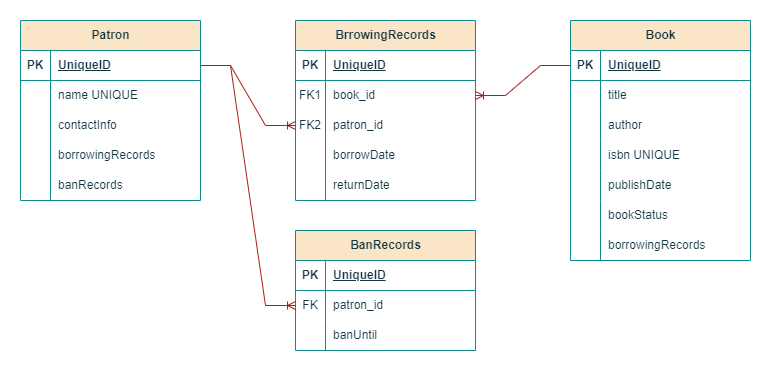 Patron
PK UniqueID
name UNIQUE
contactInfo
borrowingRecords
banRecords
BrrowingRecords
PK UniqueID
FK1 book_id
FK2 patron_id
borrowDate
returnDate
BanRecords
PK UniqueID
FK patron_id
banUntil
Book
PK UniqueID
title
author
isbn UNIQUE
publishDate
bookStatus
borrowingRecords